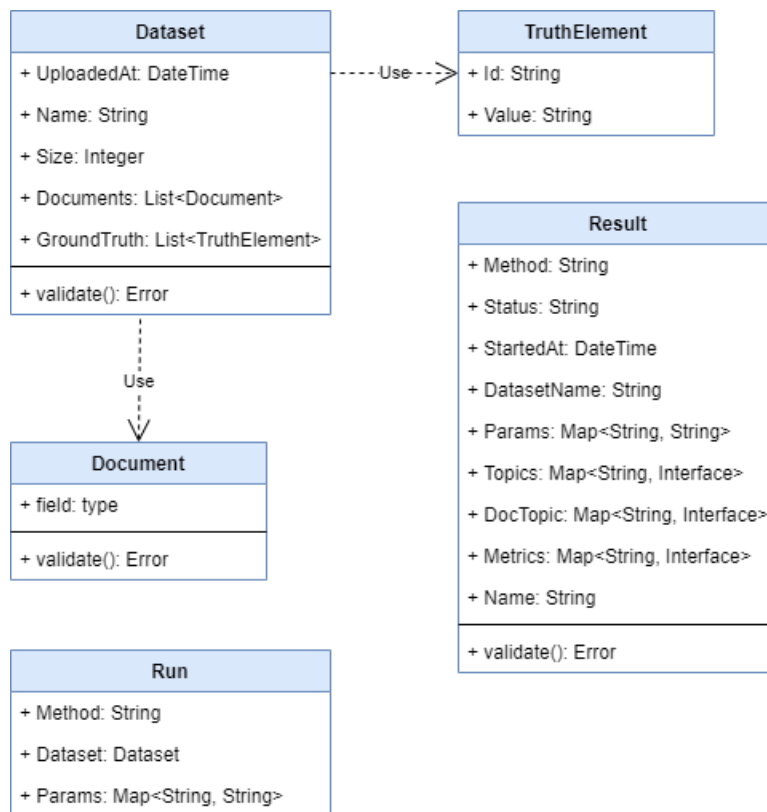 Dataset
+ UploadedAt: DateTime
+ Name: String
+ Size: Integer
+ Documents: List<Document>
+ GroundTruth: List<TruthElement>
+ validate(): Error
Use
TruthElement
+ Id: String
+ Value: String
Use
Document
+ field: type
+ validate(): Error
Result
+ Method: String
+ Status: String
+ StartedAt: DateTime
+ DatasetName: String
+ Params: Map<String, String>
+ Topics: Map<String, Interface>
+ DocTopic: Map<String, Interface>
+ Metrics: Map<String, Interface>
+ Name: String
+ validate(): Error
Run
+ Method: String
+ Dataset: Dataset
+ Params: Map<String, String>